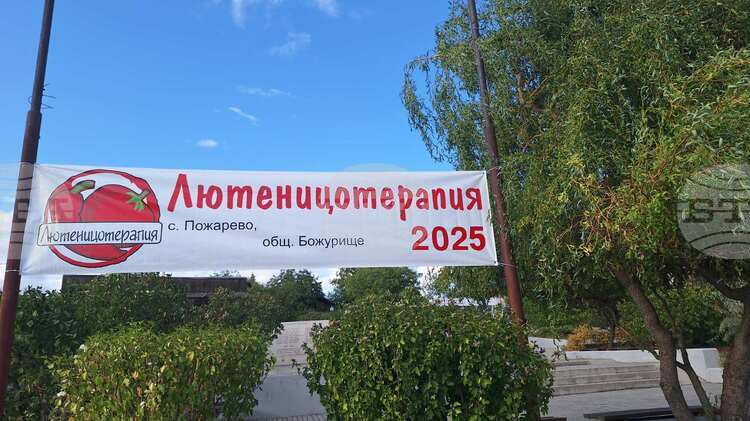 Лютеницотерапия
Лютеницотерапия
с. Пожарево,
общ. Божурище
2025